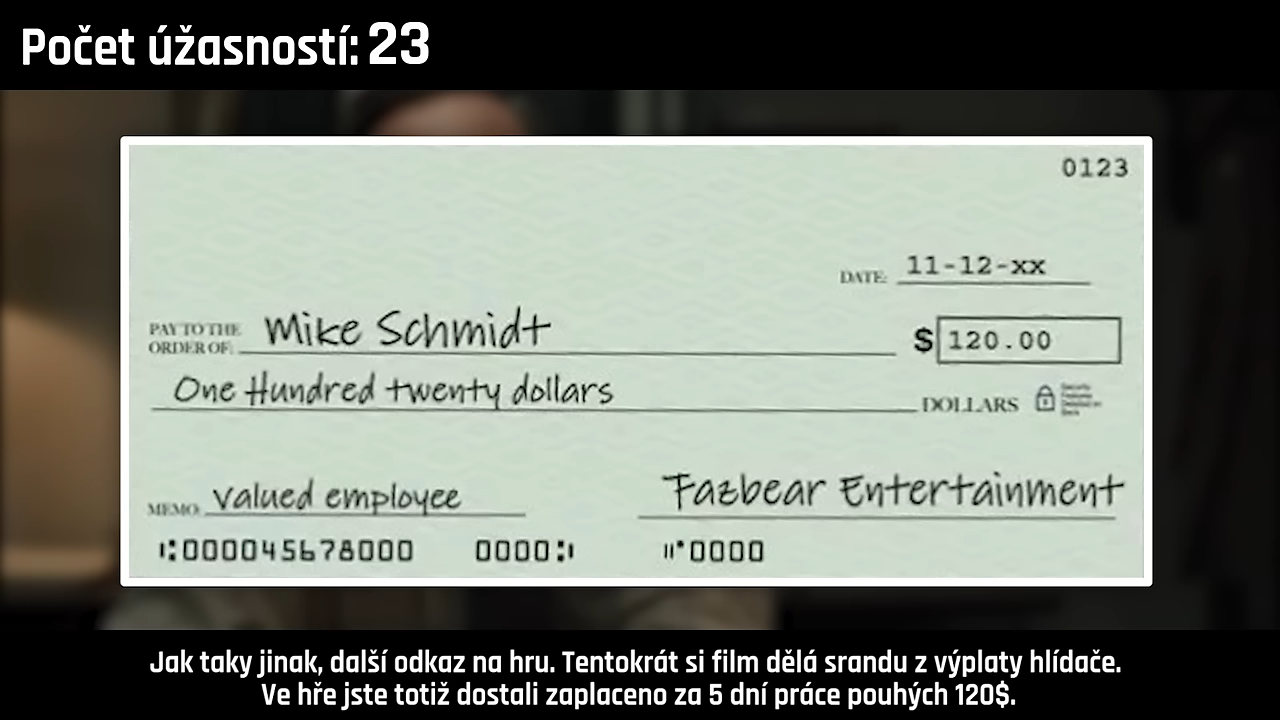 Počet úžasností: 23
0123
DATE: 11-12-xx
PAY TO THE
ORDER OF: Mike Schmidt
$ 120.00
One Hundred twenty dollars
DOLLARS
MEMO: valued employee
Fazbear Entertainment
⑆000045678000 0000⑆ ⑈0000
Jak taky jinak, další odkaz na hru. Tentokrát si film dělá srandu z výplaty hlídače.
Ve hře jste totiž dostali zaplaceno za 5 dní práce pouhých 120$.